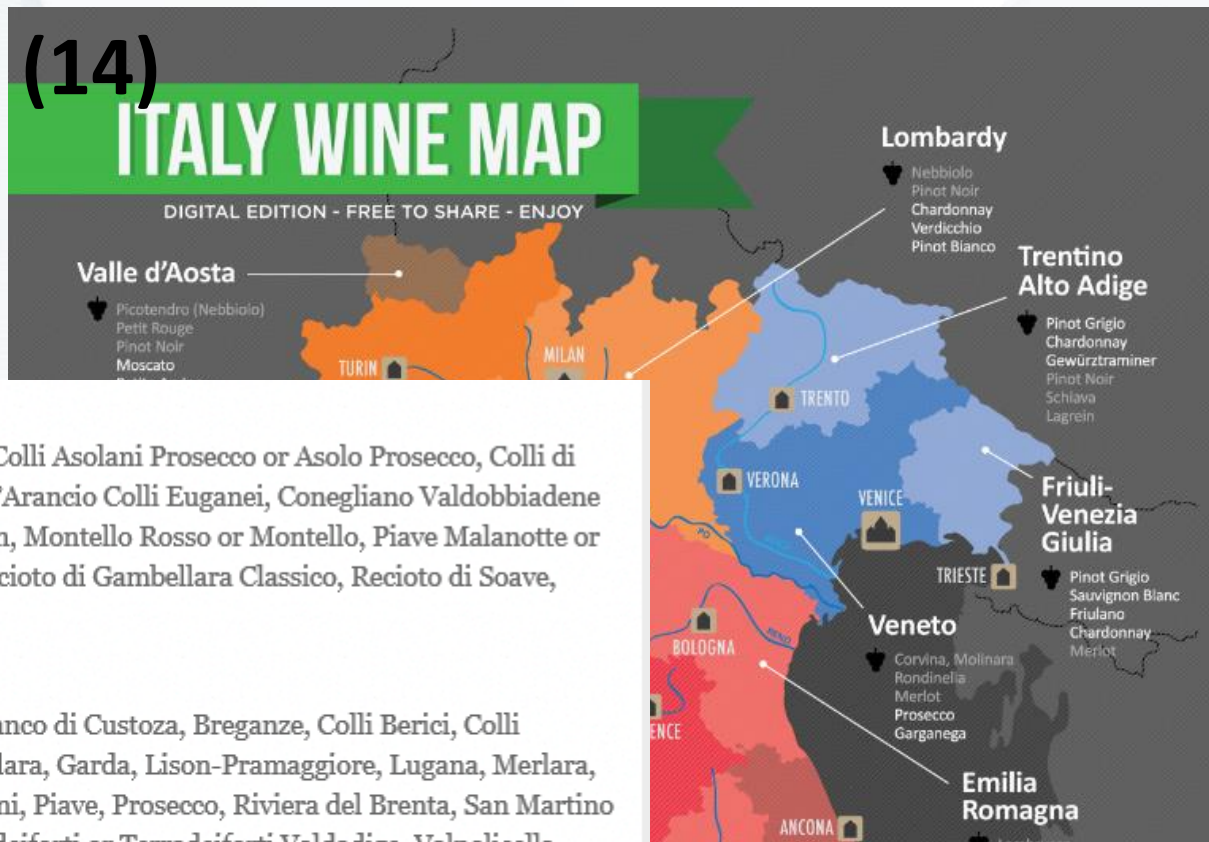 (14)
ITALY WINE MAP
DIGITAL EDITION - FREE TO SHARE - ENJOY
Lombardy
Nebbiolo
Pinot Noir
Chardonnay
Verdicchio
Pinot Bianco
Valle d'Aosta
Picotendro (Nebbiolo)
Petit Rouge
Pinot Noir
Moscato
Trentino
Alto Adige
Pinot Grigio
Chardonnay
Gewürztraminer
Pinot Noir
Schiava
Lagrein
TURIN
MILAN
TRENTO
VERONA
VENICE
Friuli-
Venezia
Giulia
Pinot Grigio
Sauvignon Blanc
Friulano
Chardonnay
Merlot
TRIESTE
PO
Veneto
Corvina, Molinara
Rondinella
Merlot
Prosecco
Garganega
BOLOGNA
RENO
ENCE
Emilia
Romagna
ANCONA
Colli Asolani Prosecco or Asolo Prosecco, Colli di
'Arancio Colli Euganei, Conegliano Valdobbiadene
n, Montello Rosso or Montello, Piave Malanotte or
cioto di Gambellara Classico, Recioto di Soave,
anco di Custoza, Breganze, Colli Berici, Colli
lara, Garda, Lison-Pramaggiore, Lugana, Merlara,
ni, Piave, Prosecco, Riviera del Brenta, San Martino